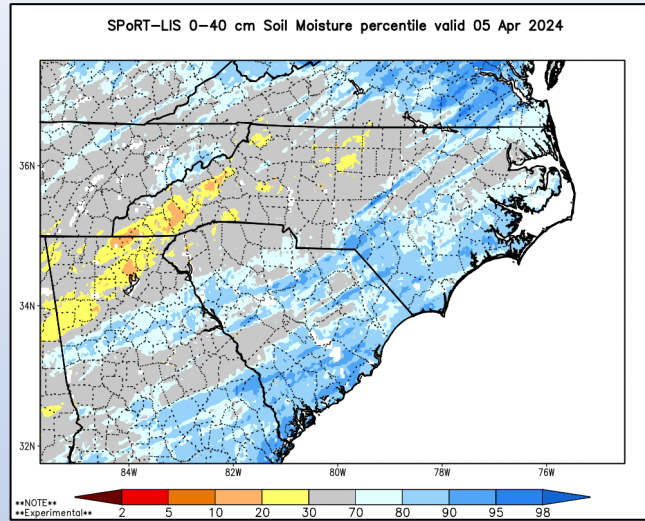 SPoRT-LIS 0-40 cm Soil Moisture percentile valid 05 Apr 2024
36N
34N
32N
84W 82W 80W 78W 76W
**NOTE**
**Experimental**
2 5 10 20 30 70 80 90 95 98